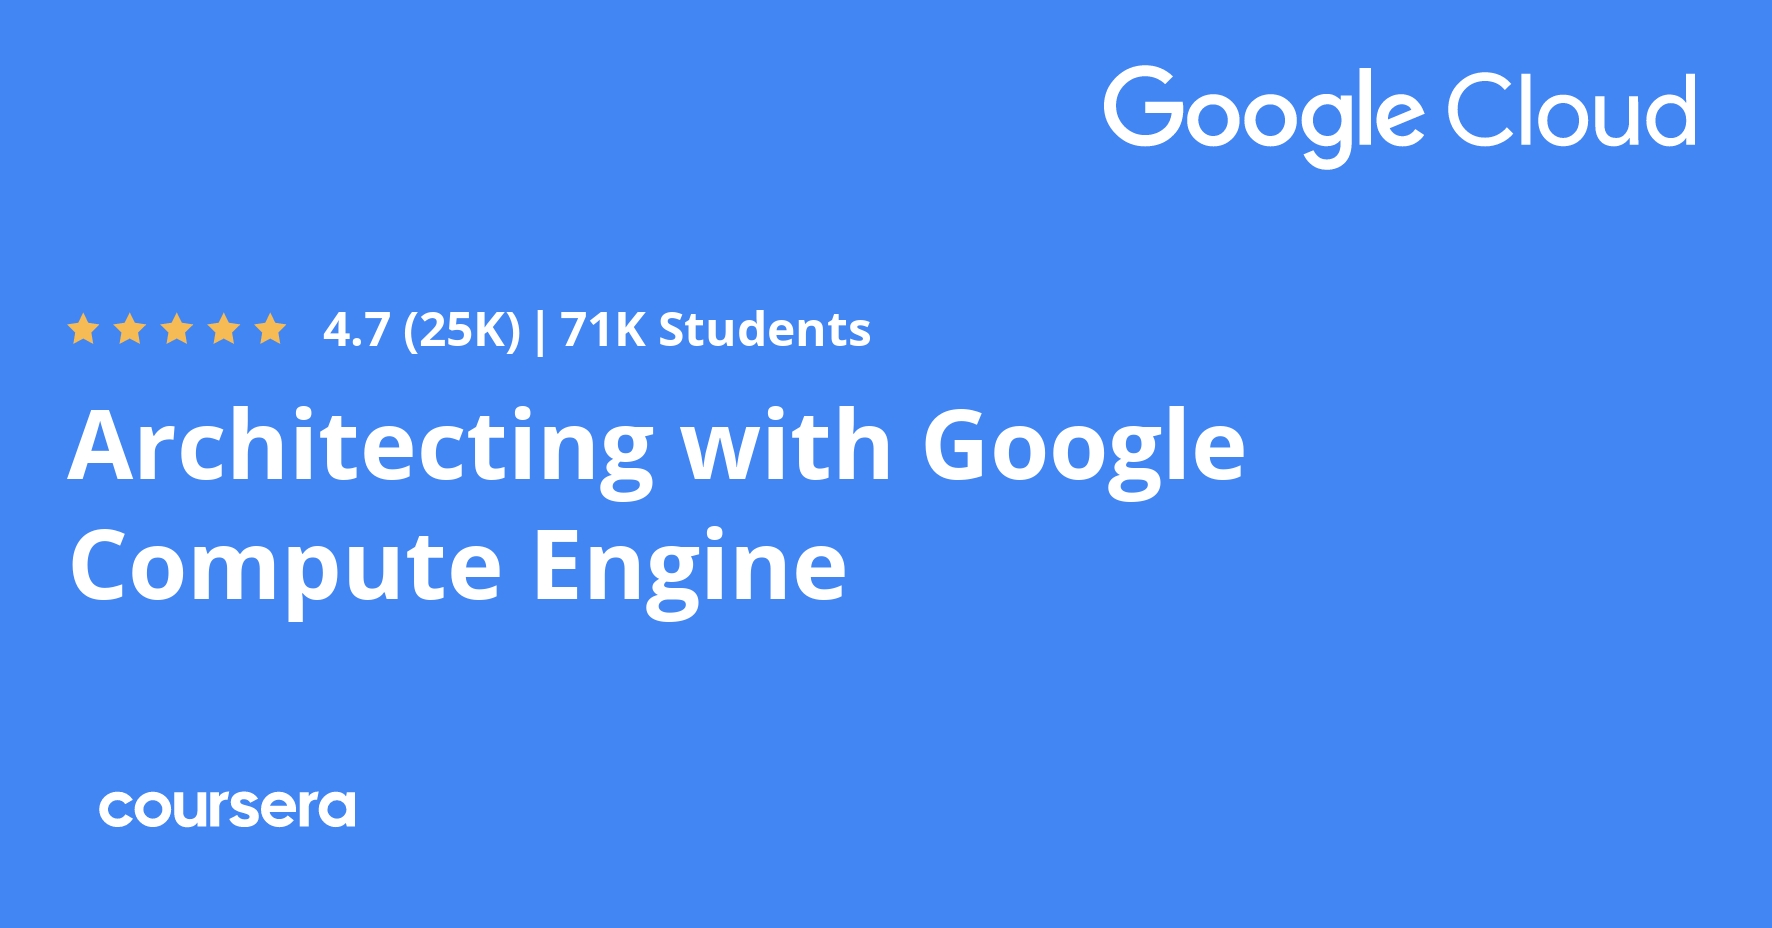 Google Cloud
4.7 (25K) | 71K Students
Architecting with Google
Compute Engine
coursera